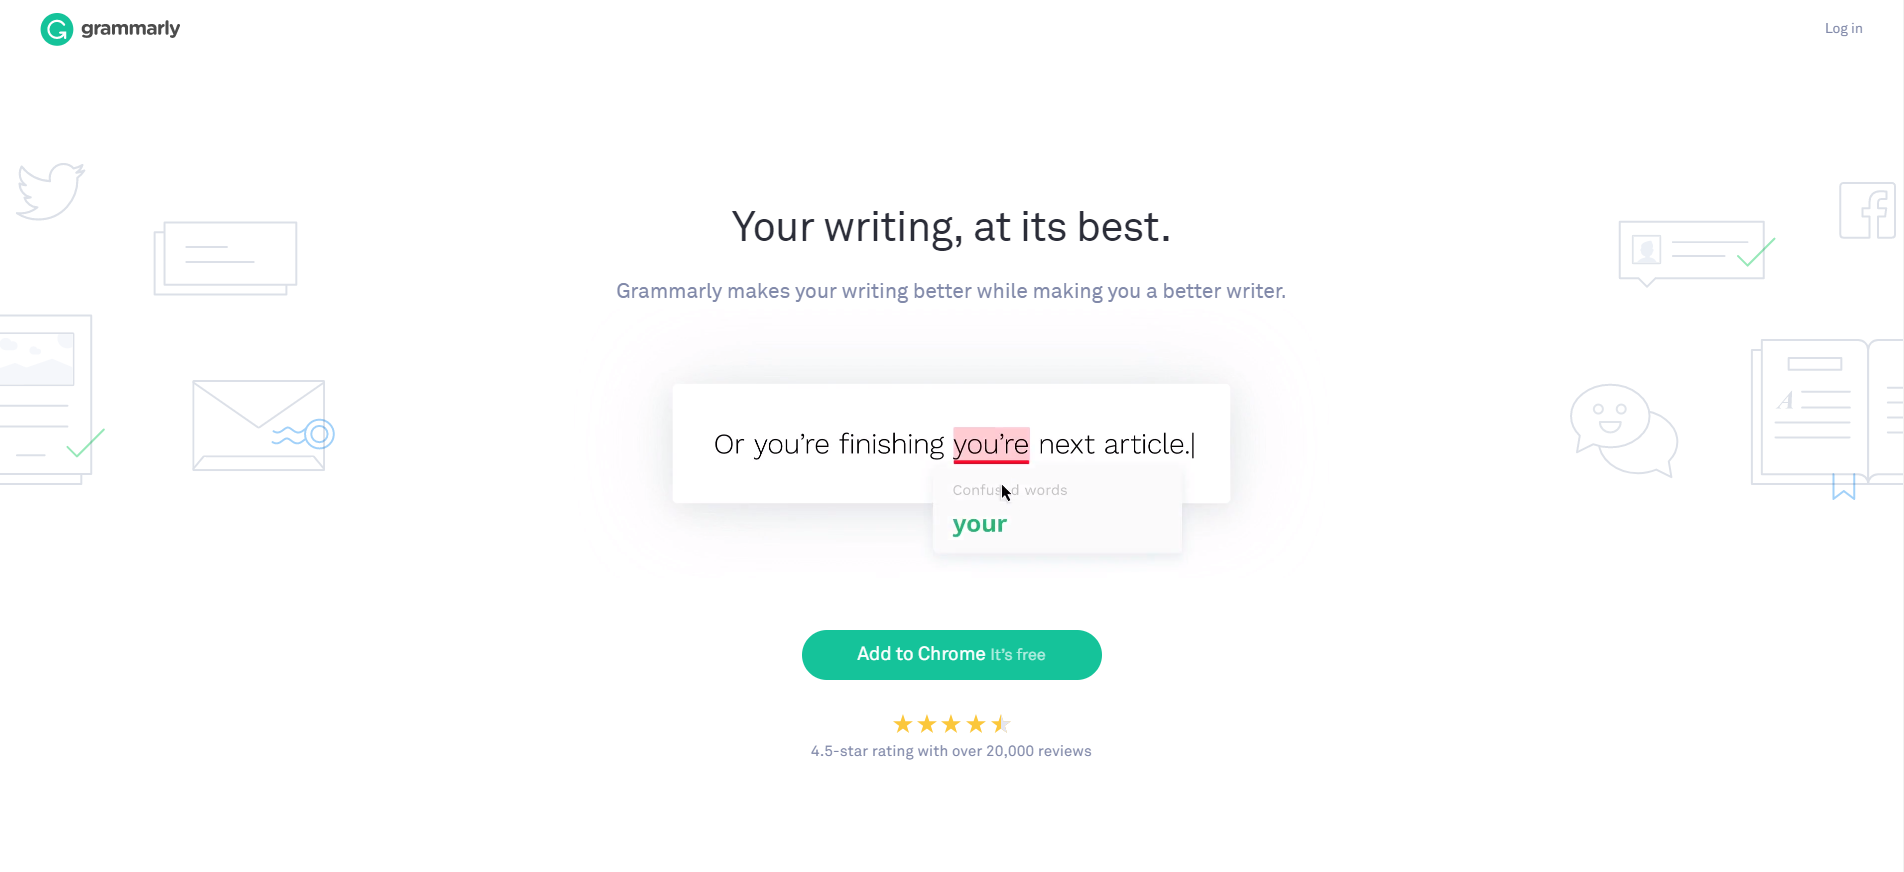 grammarly
Log in
Your writing, at its best.
Grammarly makes your writing better while making you a better writer.
Or you’re finishing you’re next article.
Confused words
your
Add to Chrome It’s free
4.5-star rating with over 20,000 reviews